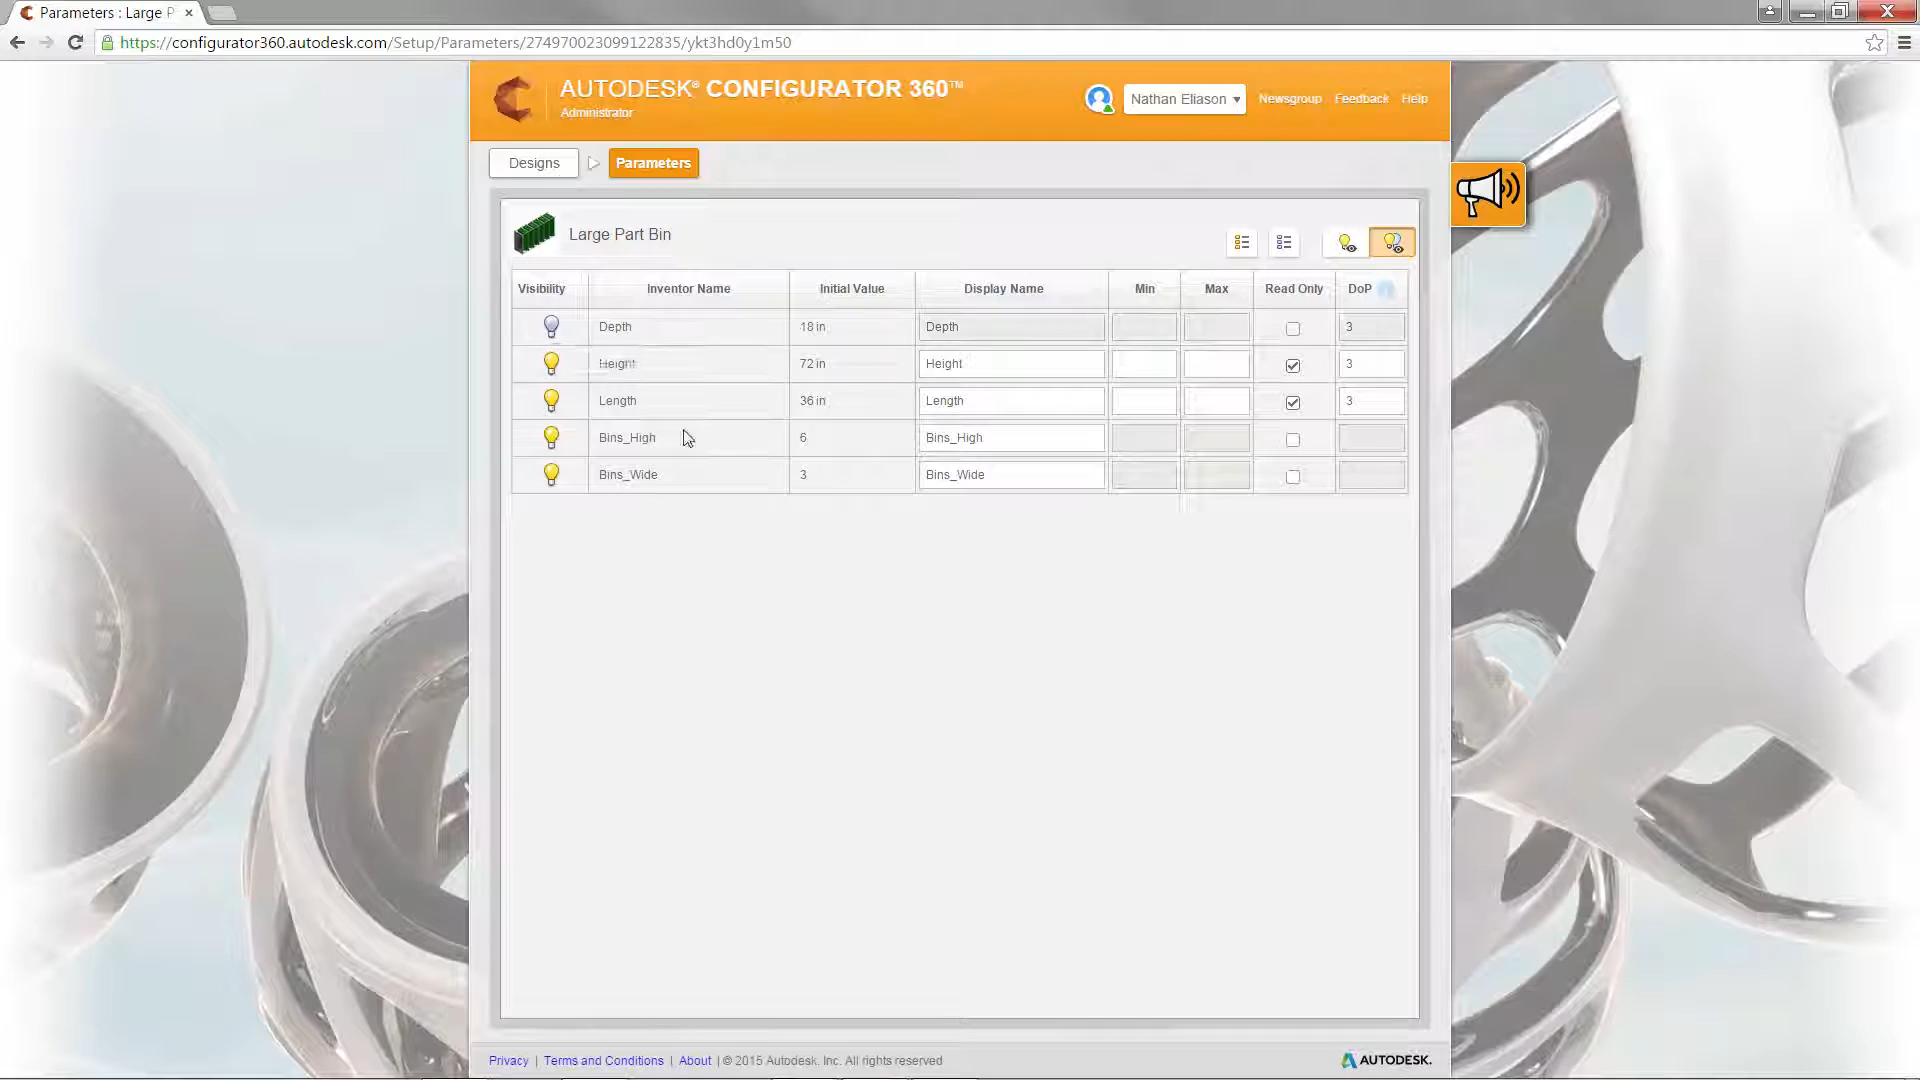 Parameters : Large P
https://configurator360.autodesk.com/Setup/Parameters/274970023099122835/ykt3hd0y1m50
AUTODESK® CONFIGURATOR 360™
Administrator
Nathan Eliason
Newsgroup Feedback Help
Designs Parameters
Large Part Bin
Visibility Inventor Name Initial Value Display Name Min Max Read Only DoP
Depth 18 in Depth 3
Height 72 in Height 3
Length 36 in Length 3
Bins_High 6 Bins_High
Bins_Wide 3 Bins_Wide
Privacy | Terms and Conditions | About | © 2015 Autodesk. Inc. All rights reserved
AUTODESK.